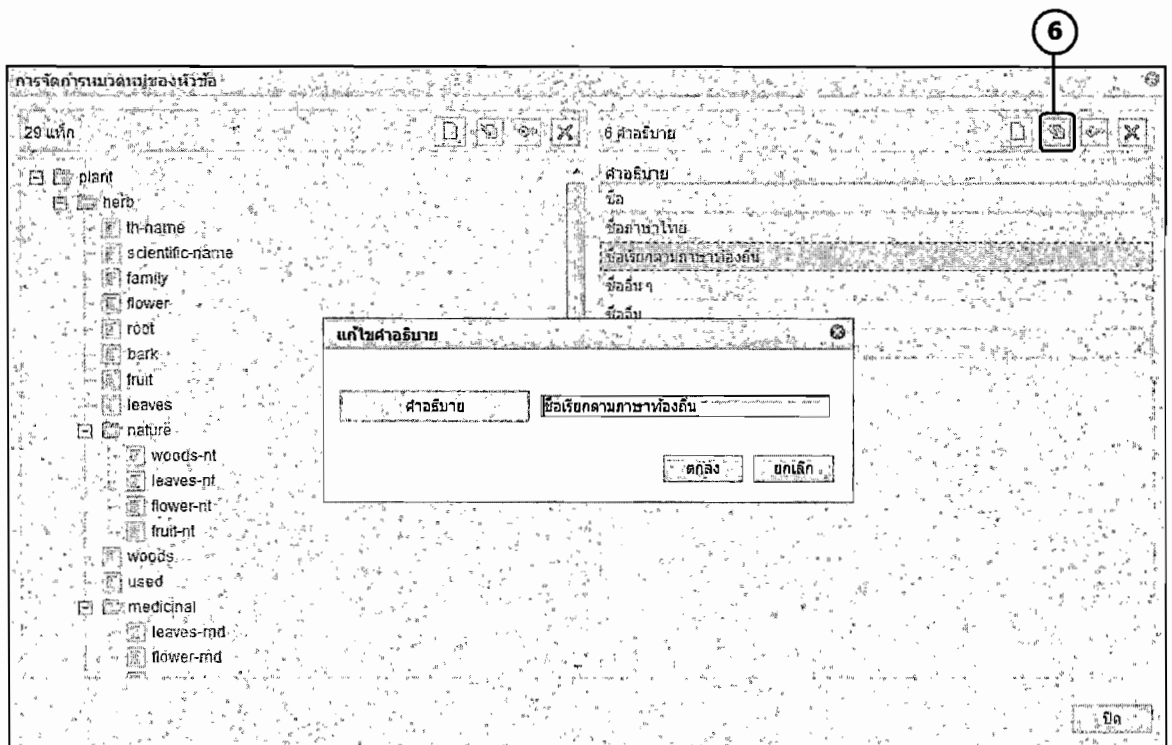 6
การจัดการหมวดหมู่ของหัวข้อ
29 แท็ก
plant
herb
th-name
scientific-name
family
flower
root
bark
fruit
leaves
nature
woods-nt
leaves-nt
flower-nt
fruit-nt
woods
used
medicinal
leaves-md
flower-md
6 คำอธิบาย
คำอธิบาย
ชื่อ
ชื่อภาษาไทย
ชื่อเรียกตามภาษาท้องถิ่น
ชื่ออื่น ๆ
ชื่ออื่น
แก้ไขคำอธิบาย
คำอธิบาย
ชื่อเรียกตามภาษาท้องถิ่น
ตกลง
ยกเลิก
ปิด